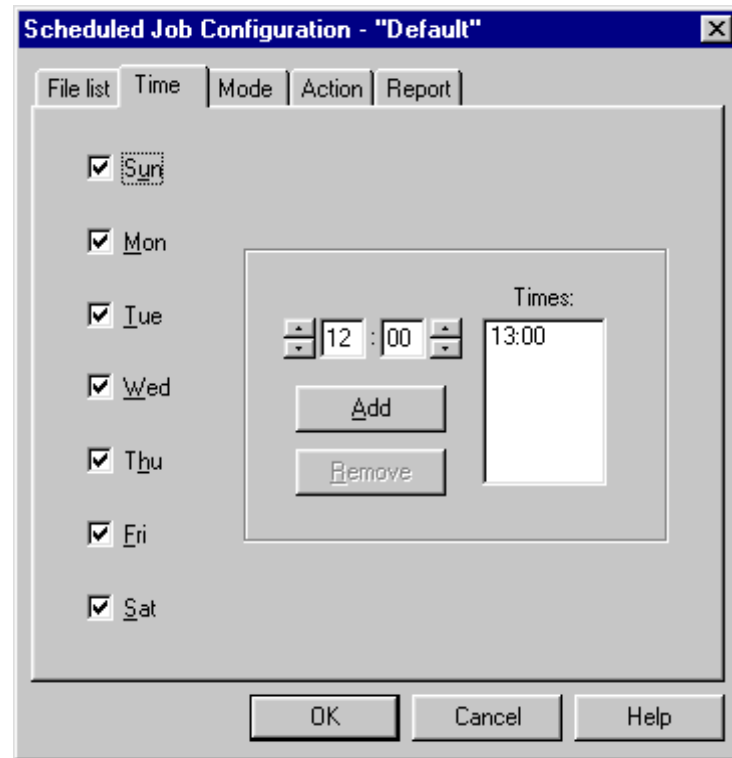 Scheduled Job Configuration - "Default"
File list Time Mode Action Report
Sun
Mon
Tue
Wed
Thu
Fri
Sat
Times:
12 : 00
13:00
Add
Remove
OK Cancel Help